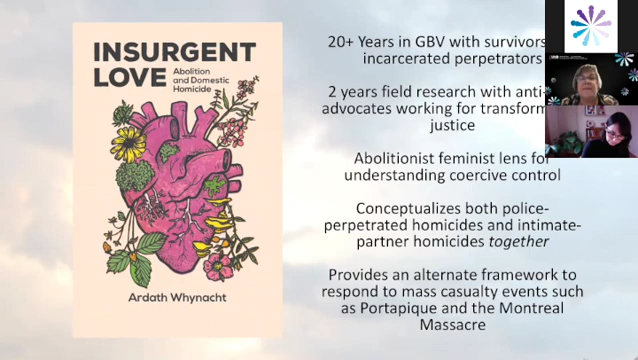 INSURGENT
LOVE
Abolition
and Domestic
Homicide
Ardath Whynacht
20+ Years in GBV with survivors
incarcerated perpetrators
2 years field research with anti-
advocates working for transform
justice
Abolitionist feminist lens for
understanding coercive control
Conceptualizes both police-
perpetrated homicides and intimate-
partner homicides together
Provides an alternate framework to
respond to mass casualty events such
as Portapique and the Montreal
Massacre